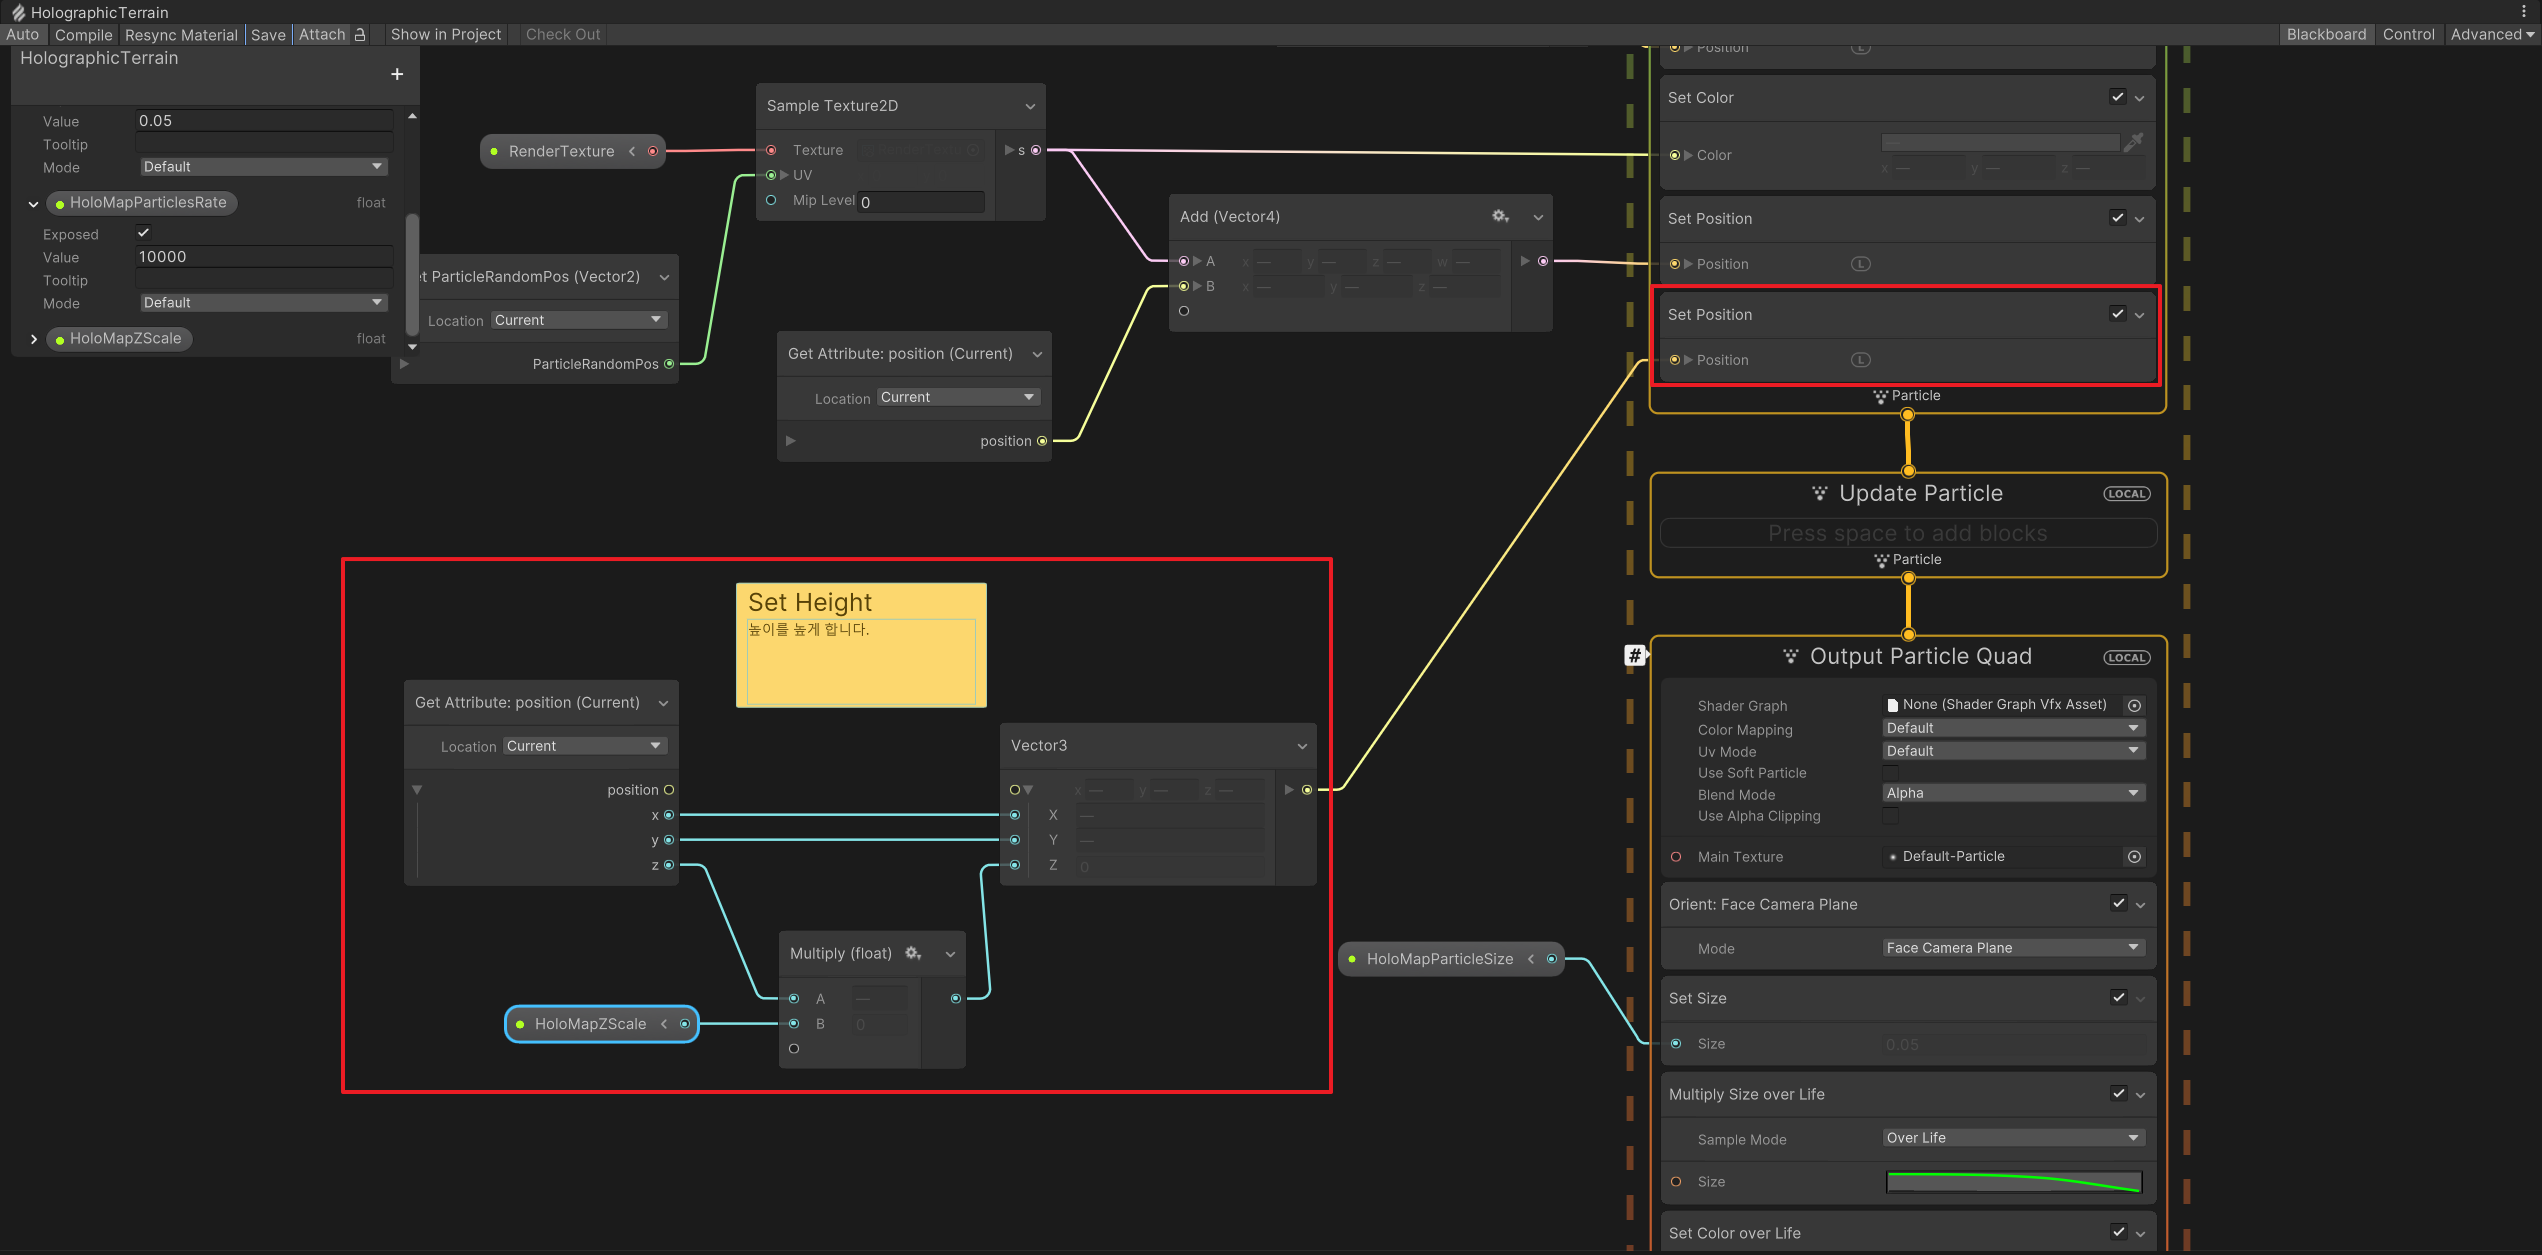 HolographicTerrain
Auto Compile Resync Material Save Attach Show in Project Check Out Blackboard Control Advanced
HolographicTerrain
+
Value 0.05
Tooltip
Mode Default
HoloMapParticlesRate float
Exposed
Value 10000
Tooltip
Mode Default
HoloMapZScale float
RenderTexture
Sample Texture2D
Texture
UV
Mip Level 0
s
t ParticleRandomPos (Vector2)
Location Current
ParticleRandomPos
Get Attribute: position (Current)
Location Current
position
Add (Vector4)
A x — y — z — w —
B x — y — z —
Position L
Set Color
Color
x — y — z —
Set Position
Position L
Set Position
Position L
Particle
Update Particle LOCAL
Press space to add blocks
Particle
Set Height
높이를 높게 합니다.
Get Attribute: position (Current)
Location Current
position
x
y
z
Vector3
x — y — z —
X —
Y —
Z 0
Multiply (float)
A —
B 0
HoloMapZScale
HoloMapParticleSize
#
Output Particle Quad LOCAL
Shader Graph None (Shader Graph Vfx Asset)
Color Mapping Default
Uv Mode Default
Use Soft Particle
Blend Mode Alpha
Use Alpha Clipping
Main Texture Default-Particle
Orient: Face Camera Plane
Mode Face Camera Plane
Set Size
Size 0.05
Multiply Size over Life
Sample Mode Over Life
Size
Set Color over Life